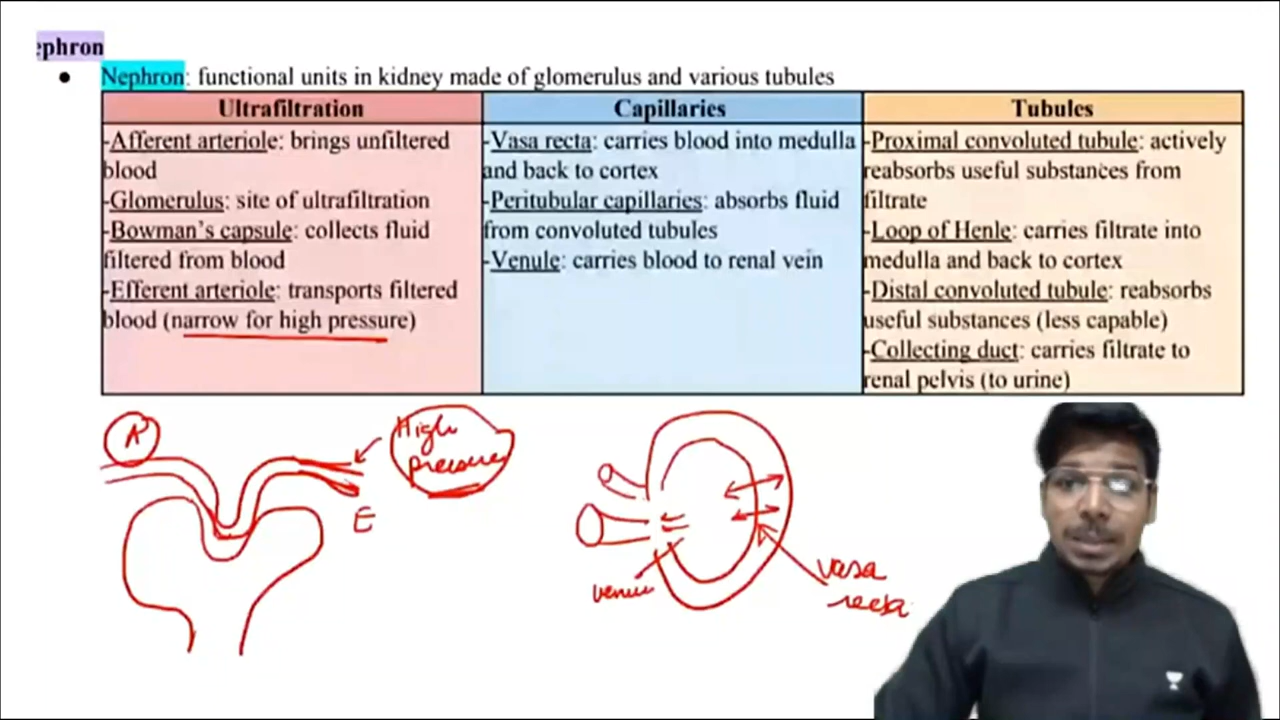 ephron
● Nephron: functional units in kidney made of glomerulus and various tubules
Ultrafiltration
-Afferent arteriole: brings unfiltered
blood
-Glomerulus: site of ultrafiltration
-Bowman's capsule: collects fluid
filtered from blood
-Efferent arteriole: transports filtered
blood (narrow for high pressure)
Capillaries
-Vasa recta: carries blood into medulla
and back to cortex
-Peritubular capillaries: absorbs fluid
from convoluted tubules
-Venule: carries blood to renal vein
Tubules
-Proximal convoluted tubule: actively
reabsorbs useful substances from
filtrate
-Loop of Henle: carries filtrate into
medulla and back to cortex
-Distal convoluted tubule: reabsorbs
useful substances (less capable)
-Collecting duct: carries filtrate to
renal pelvis (to urine)
A
High
pressure
E
vasa
recta